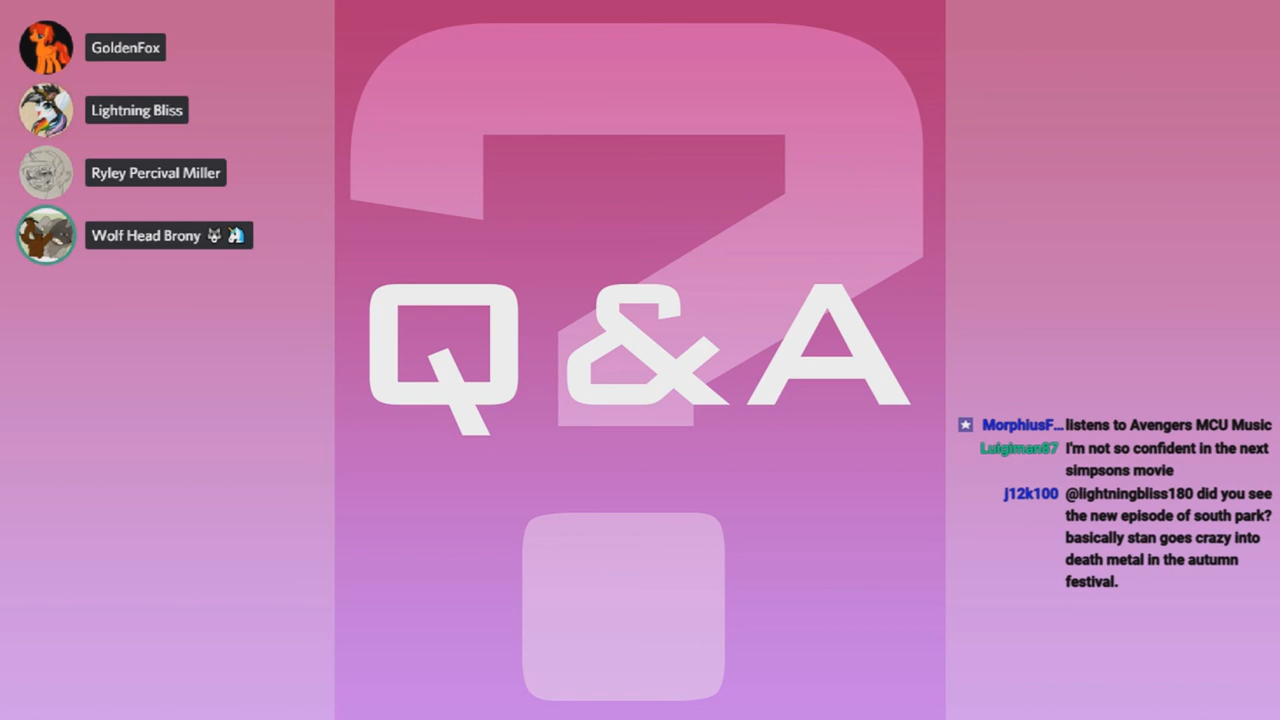 GoldenFox
Lightning Bliss
Ryley Percival Miller
Wolf Head Brony 🐺 🦄
Q & A
MorphiusF... listens to Avengers MCU Music
Luigiman87 I'm not so confident in the next
simpsons movie
j12k100 @lightningbliss180 did you see
the new episode of south park?
basically stan goes crazy into
death metal in the autumn
festival.